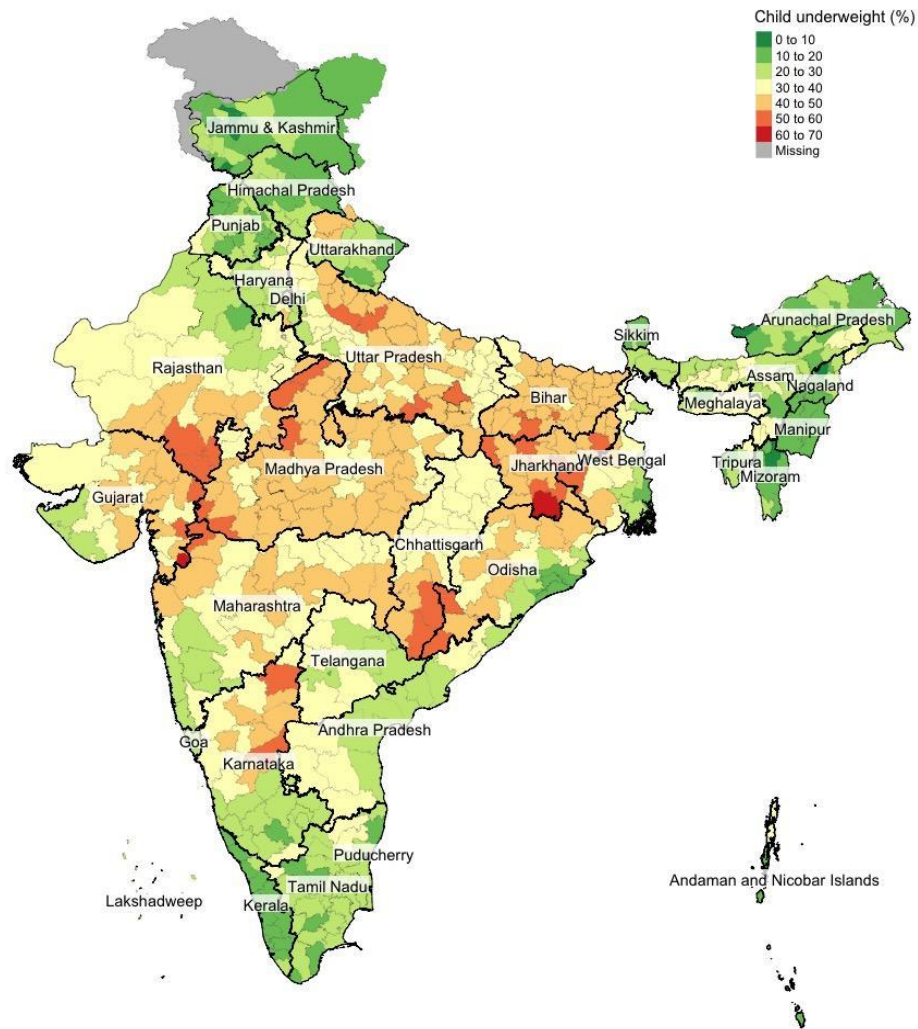 Child underweight (%)
0 to 10
10 to 20
20 to 30
30 to 40
40 to 50
50 to 60
60 to 70
Missing
Jammu & Kashmir
Himachal Pradesh
Punjab
Uttarakhand
Haryana
Delhi
Sikkim
Arunachal Pradesh
Rajasthan
Uttar Pradesh
Assam
Nagaland
Bihar
Meghalaya
Manipur
Madhya Pradesh
Jharkhand
West Bengal
Tripura
Mizoram
Gujarat
Chhattisgarh
Odisha
Maharashtra
Telangana
Andhra Pradesh
Goa
Karnataka
Puducherry
Andaman and Nicobar Islands
Tamil Nadu
Lakshadweep
Kerala